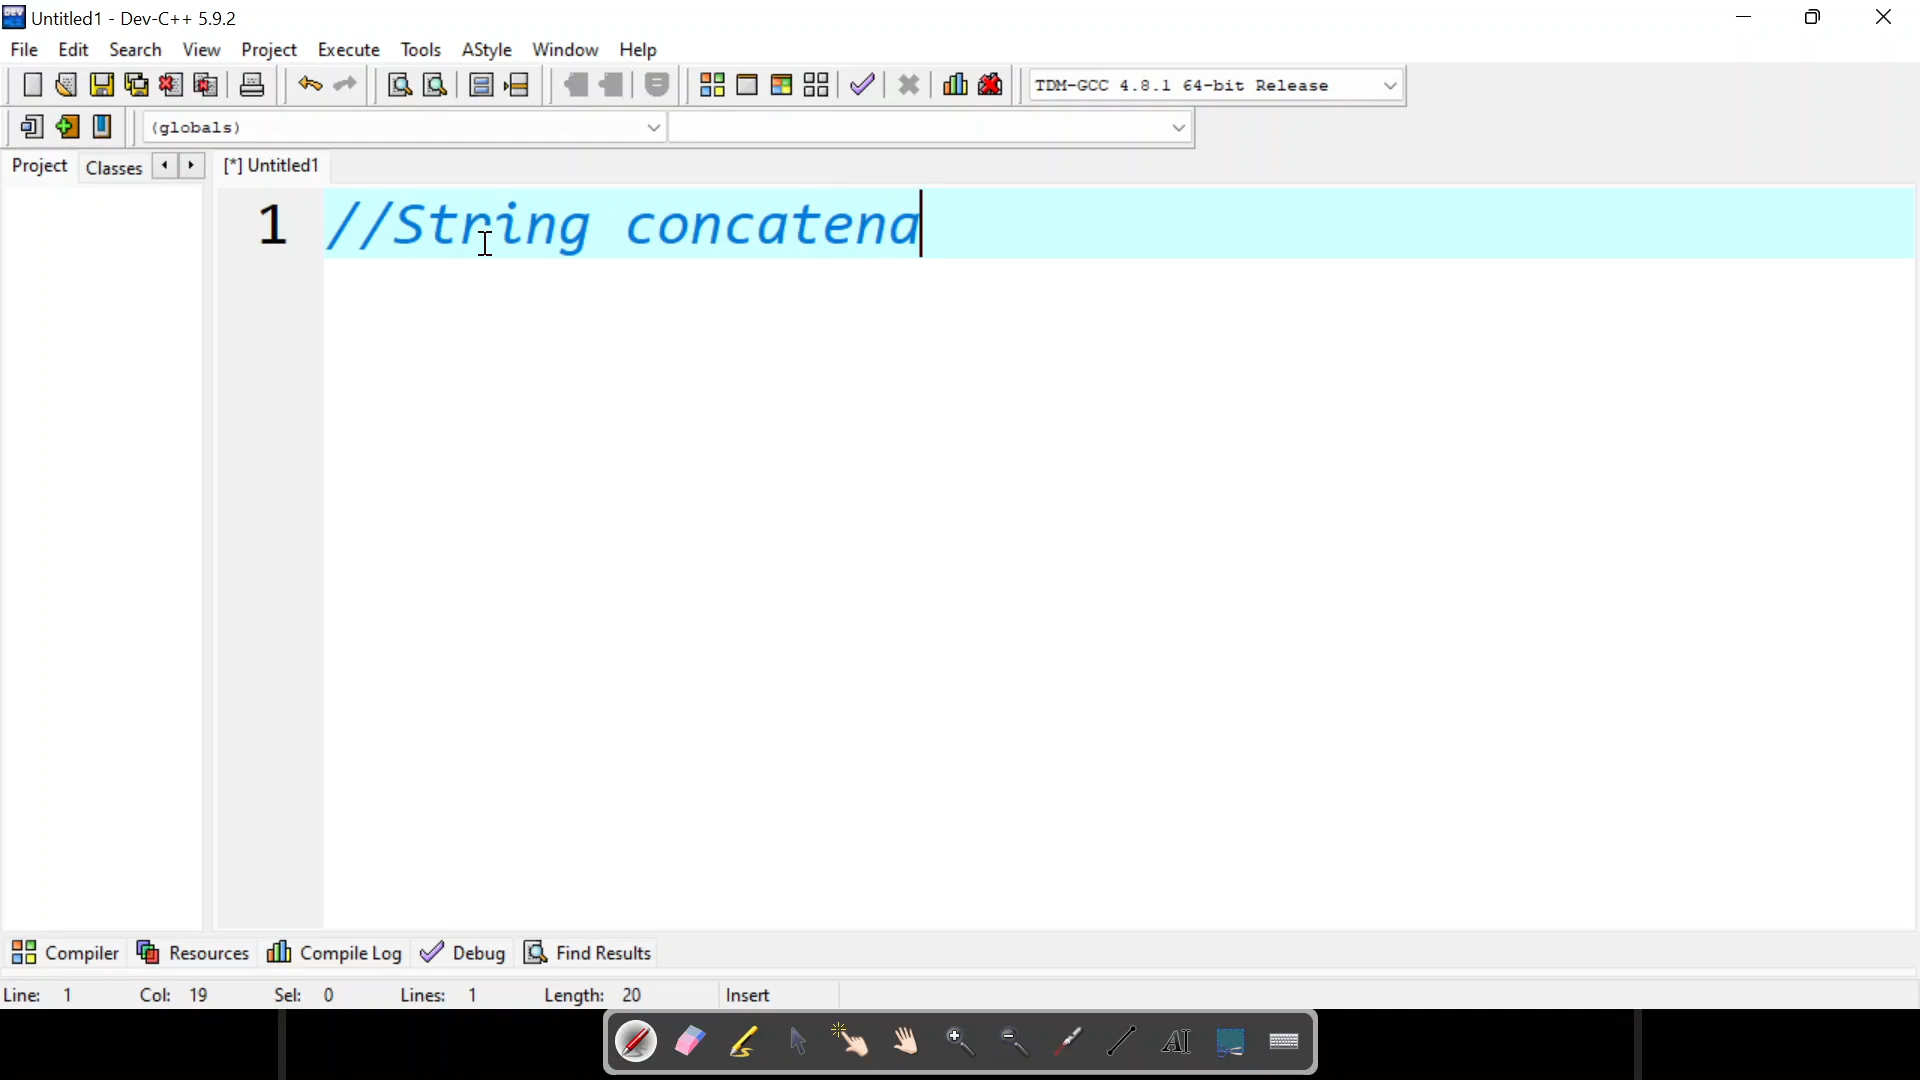 Untitled1 - Dev-C++ 5.9.2
File Edit Search View Project Execute Tools AStyle Window Help
TDM-GCC 4.8.1 64-bit Release
(globals)
Project Classes [*] Untitled1
1 //String concatena
Compiler Resources Compile Log Debug Find Results
Line: 1 Col: 19 Sel: 0 Lines: 1 Length: 20 Insert